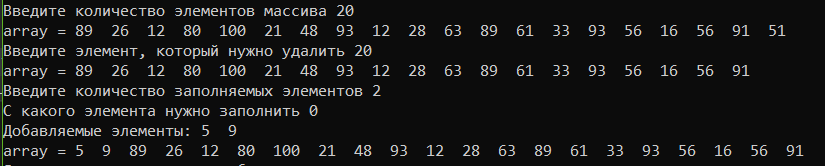 Введите количество элементов массива 20
array = 89 26 12 80 100 21 48 93 12 28 63 89 61 33 93 56 16 56 91 51
Введите элемент, который нужно удалить 20
array = 89 26 12 80 100 21 48 93 12 28 63 89 61 33 93 56 16 56 91
Введите количество заполняемых элементов 2
С какого элемента нужно заполнить 0
Добавляемые элементы: 5 9
array = 5 9 89 26 12 80 100 21 48 93 12 28 63 89 61 33 93 56 16 56 91